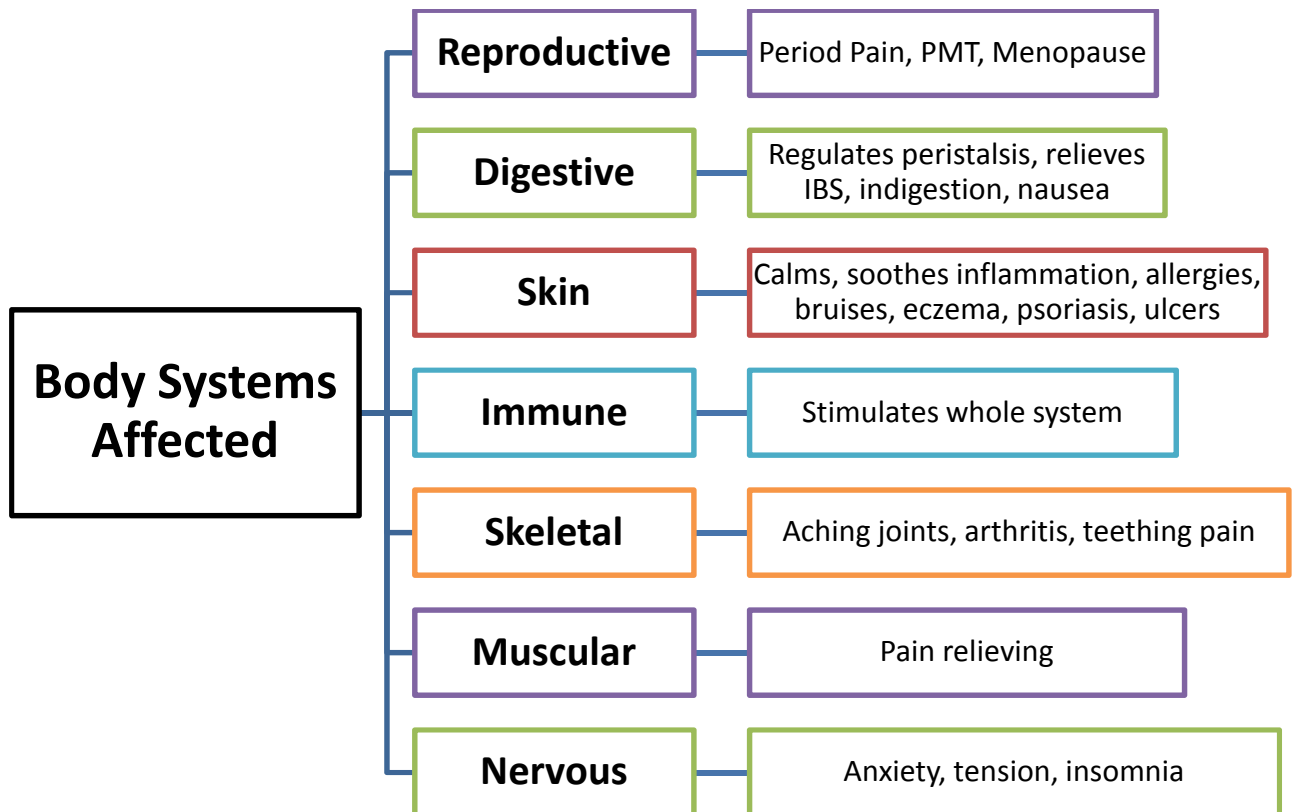 Body Systems
Affected
Reproductive
Period Pain, PMT, Menopause
Digestive
Regulates peristalsis, relieves
IBS, indigestion, nausea
Skin
Calms, soothes inflammation, allergies,
bruises, eczema, psoriasis, ulcers
Immune
Stimulates whole system
Skeletal
Aching joints, arthritis, teething pain
Muscular
Pain relieving
Nervous
Anxiety, tension, insomnia